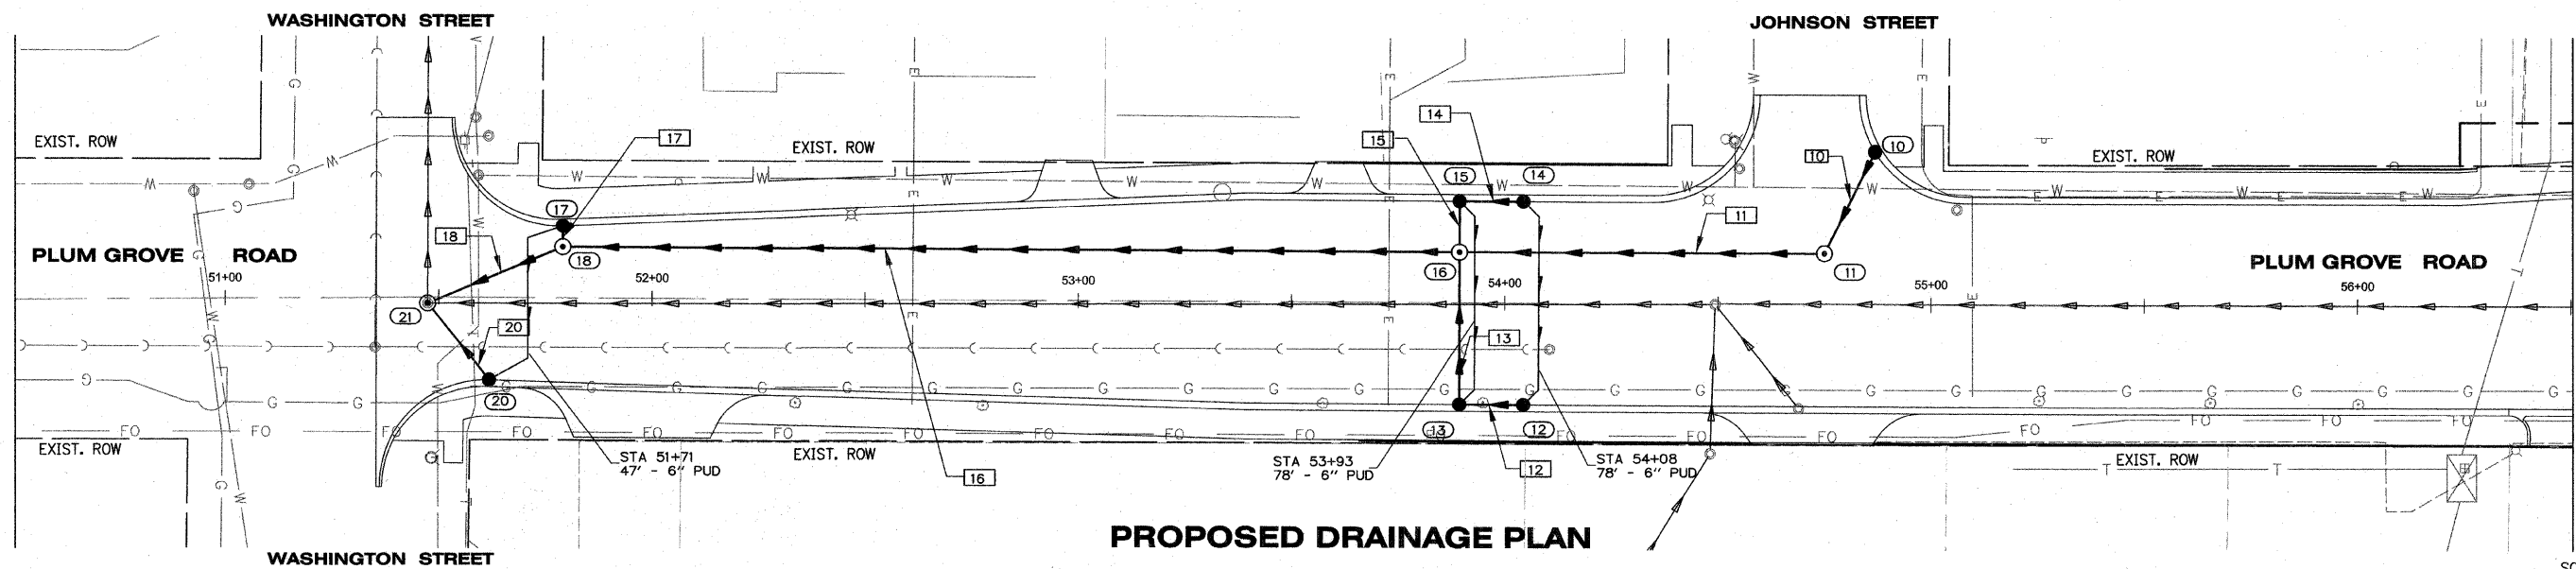 WASHINGTON STREET
JOHNSON STREET
EXIST. ROW
EXIST. ROW
EXIST. ROW
17
14
15
10
10
15
14
17
18
11
PLUM GROVE ROAD
PLUM GROVE ROAD
18
16
11
51+00
52+00
53+00
54+00
55+00
56+00
21
20
13
20
13
12
EXIST. ROW
EXIST. ROW
EXIST. ROW
STA 51+71
47' - 6" PUD
16
STA 53+93
78' - 6" PUD
12
STA 54+08
78' - 6" PUD
PROPOSED DRAINAGE PLAN
WASHINGTON STREET
G
W
E
FO
T